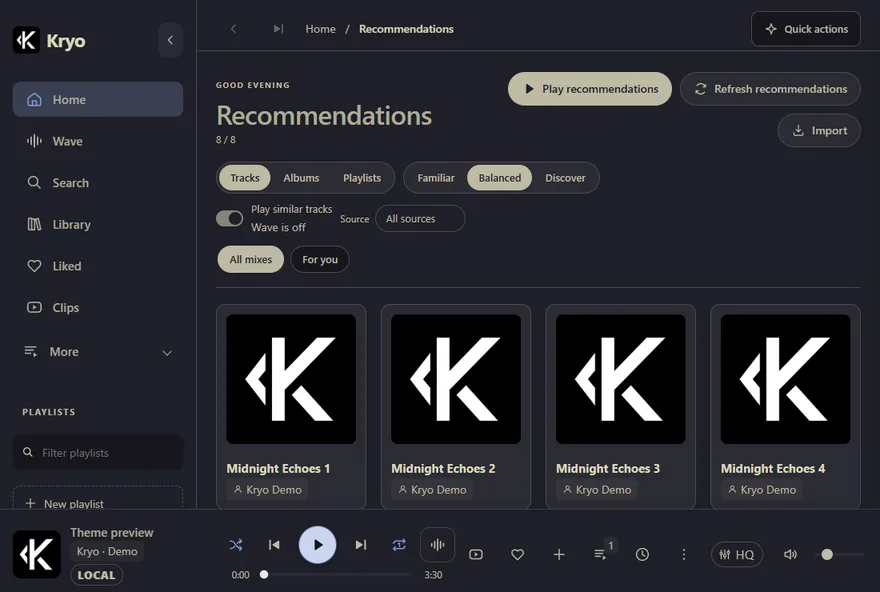 Kryo
Home
Wave
Search
Library
Liked
Clips
More
PLAYLISTS
Filter playlists
New playlist
Home / Recommendations
Quick actions
GOOD EVENING
Recommendations
8 / 8
Play recommendations
Refresh recommendations
Import
Tracks Albums Playlists
Familiar Balanced Discover
Play similar tracks
Wave is off
Source All sources
All mixes For you
Midnight Echoes 1
Kryo Demo
Midnight Echoes 2
Kryo Demo
Midnight Echoes 3
Kryo Demo
Midnight Echoes 4
Kryo Demo
Theme preview
Kryo · Demo
LOCAL
0:00
3:30
1
HQ